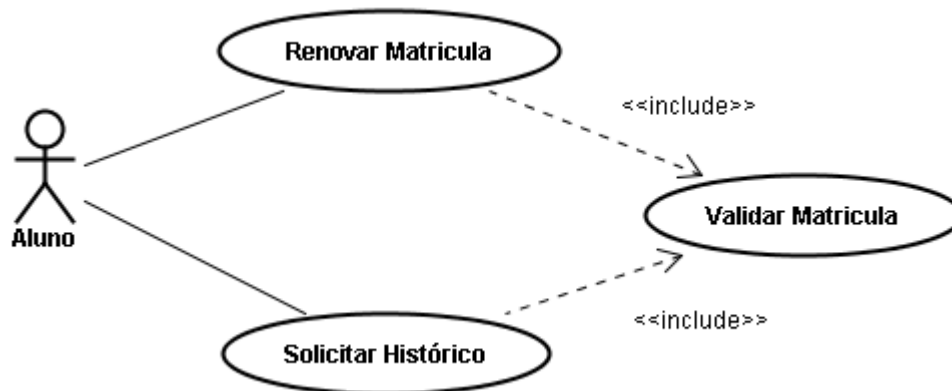 Renovar Matricula
<<include>>
Aluno
Validar Matricula
<<include>>
Solicitar Histórico